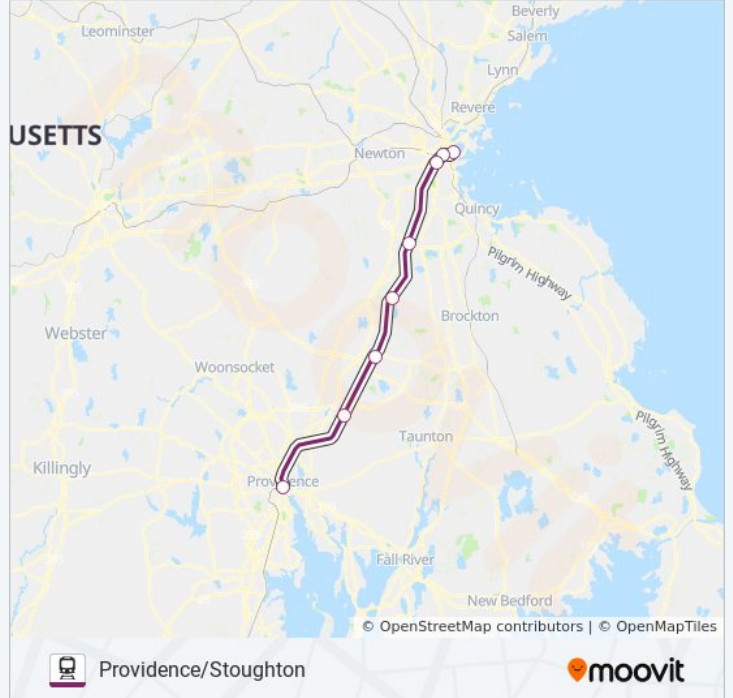 Beverly
Leominster
Salem
Lynn
Revere
USETTS
Newton
Quincy
Pilgrim Highway
Brockton
Webster
Woonsocket
Pilgrim Highway
Taunton
Killingly
Providence
Fall River
New Bedford
© OpenStreetMap contributors | © OpenMapTiles
Providence/Stoughton
moovit